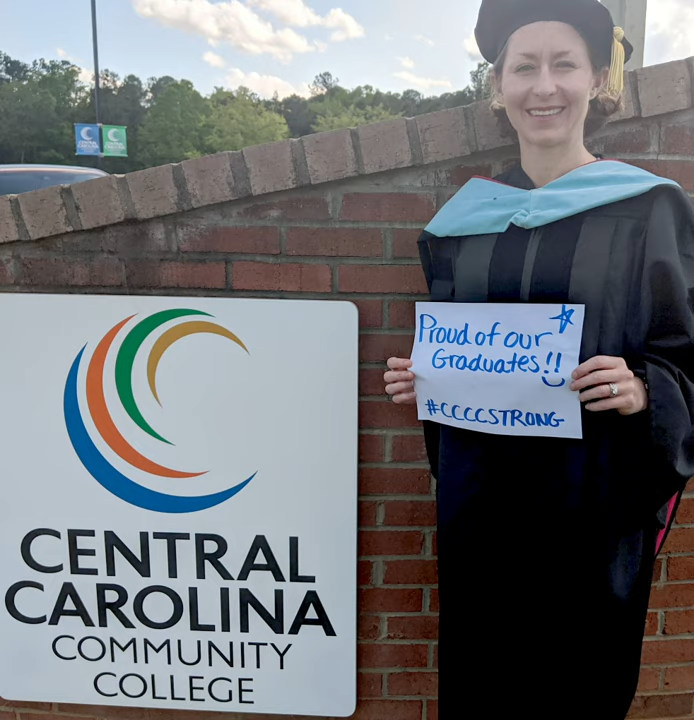 Proud of our
Graduates!!
#CCCCSTRONG
CENTRAL
CAROLINA
COMMUNITY
COLLEGE